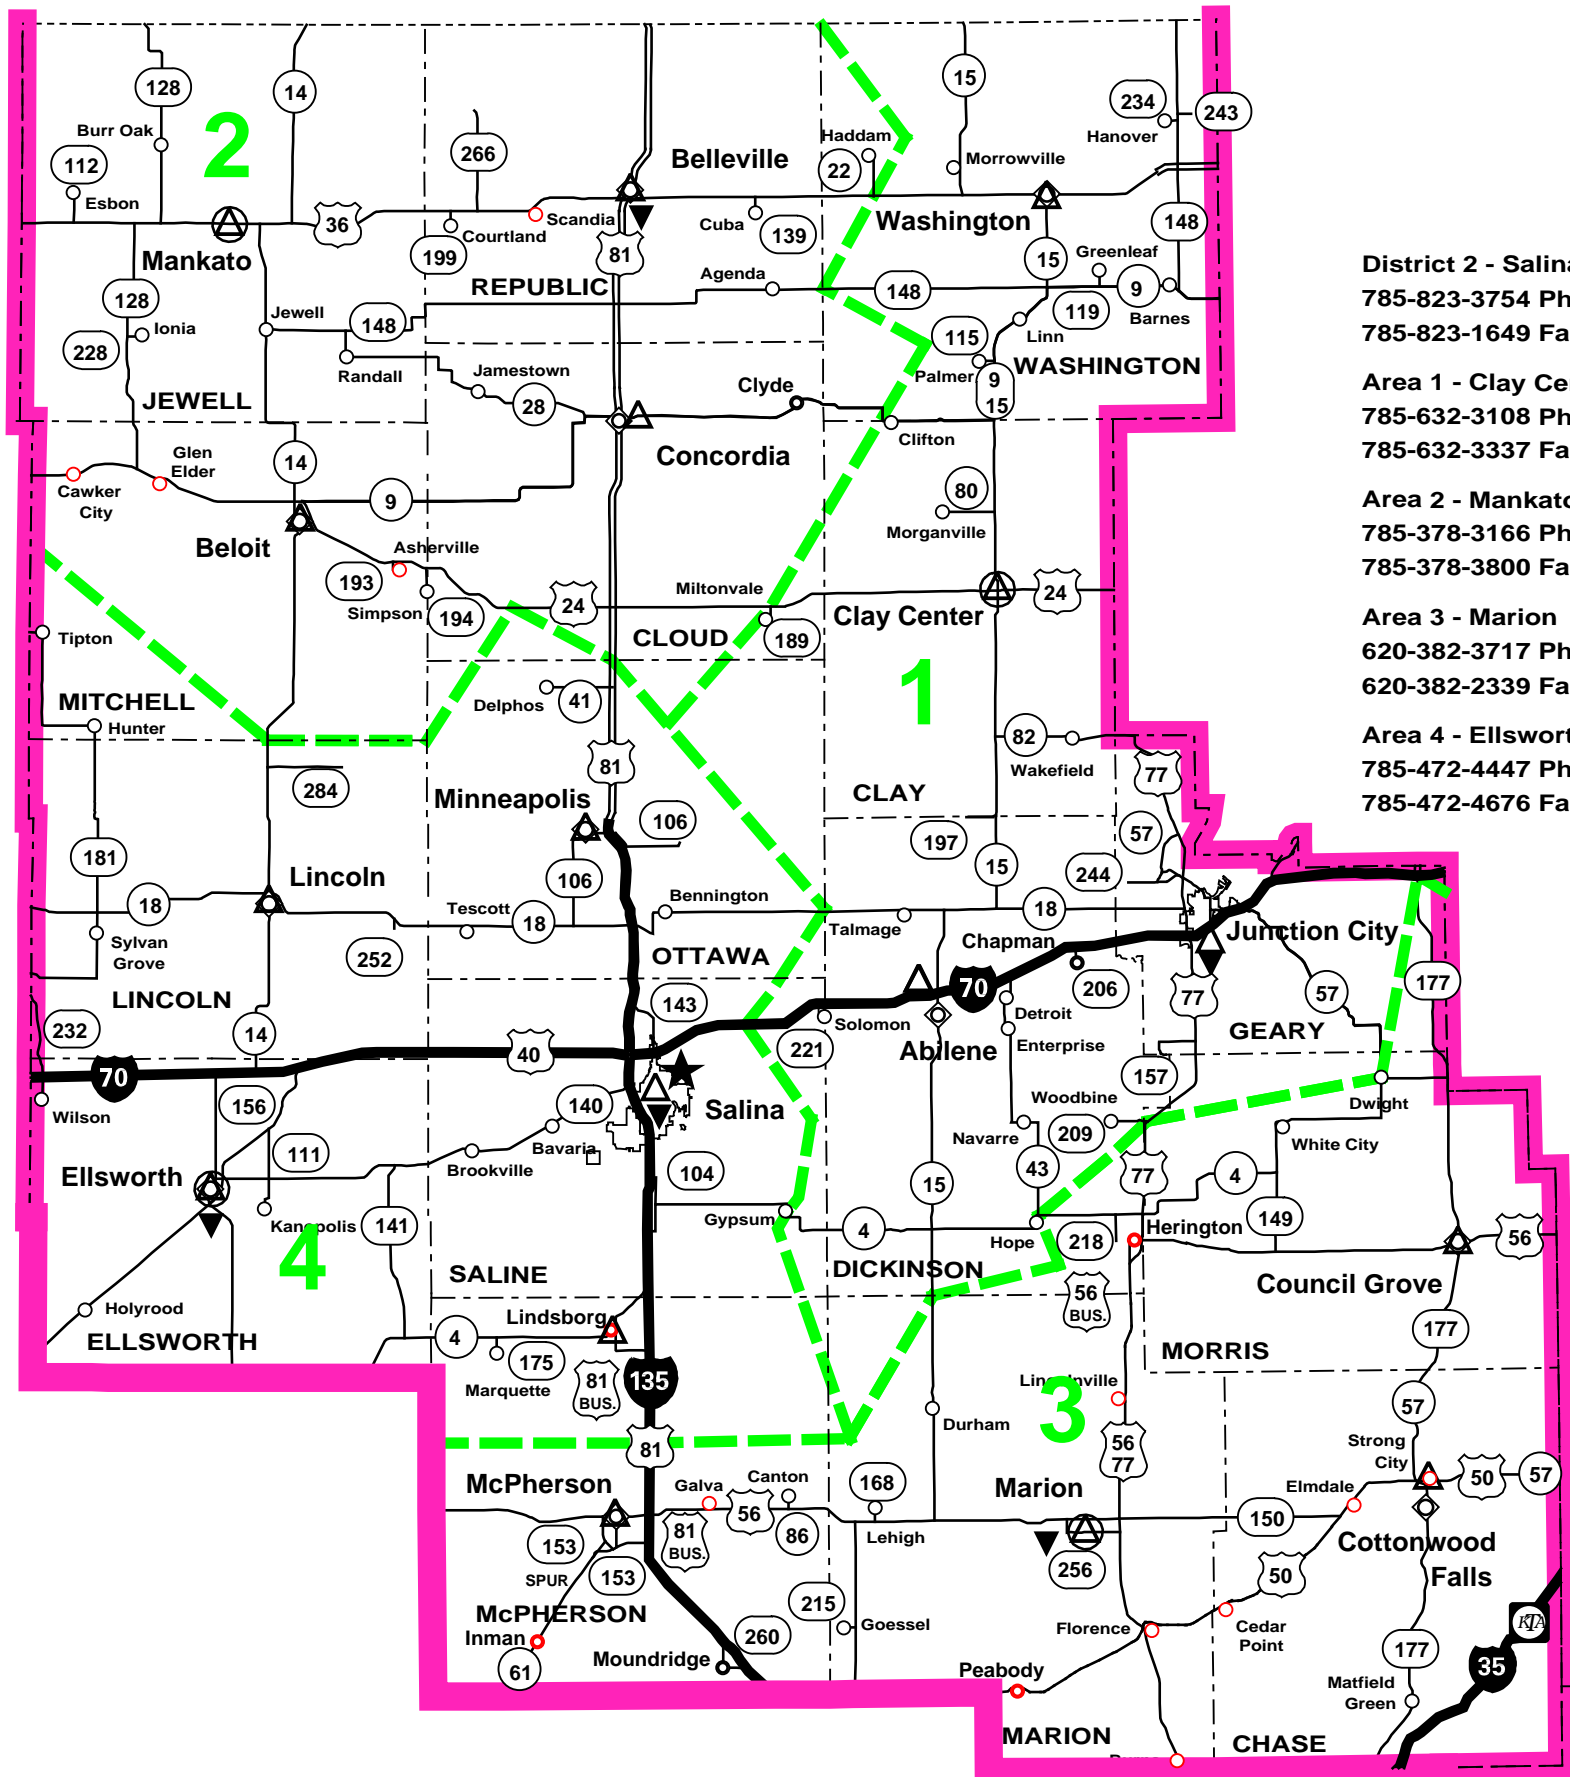 128
14
15
234
243
Burr Oak
2
266
Haddam
Hanover
112
Belleville
22
Morrowville
Esbon
Scandia
Washington
36
Courtland
Cuba
139
148
Mankato
199
81
15
Greenleaf
REPUBLIC
Agenda
148
9
128
Jewell
119
Barnes
Ionia
148
115
Linn
228
Randall
Jamestown
Palmer
WASHINGTON
Clyde
9
15
JEWELL
28
Clifton
Glen
Elder
14
Concordia
Cawker
City
9
80
Morganville
Beloit
Asherville
193
Simpson
194
24
Miltonvale
Clay Center
24
Tipton
CLOUD
189
MITCHELL
Delphos
41
1
Hunter
82
Wakefield
77
284
81
Minneapolis
CLAY
106
197
57
181
15
244
Lincoln
106
Bennington
18
Tescott
18
Talmage
18
Sylvan
Grove
252
OTTAWA
Chapman
Junction City
LINCOLN
143
70
206
77
57
177
232
14
Solomon
Detroit
GEARY
40
221
Abilene
Enterprise
70
157
Wilson
156
140
Salina
Woodbine
Dwight
111
Bavaria
Navarre
209
White City
Ellsworth
Brookville
104
15
43
77
4
Kanopolis
141
Gypsum
4
Hope
218
Herington
149
56
4
SALINE
DICKINSON
Council Grove
Holyrood
Lindsborg
56
BUS.
ELLSWORTH
4
175
MORRIS
177
Marquette
81
BUS.
135
Lincolnville
3
57
Durham
81
56
77
Strong
City
McPherson
Galva
Canton
168
Marion
50
57
56
Elmdale
153
81
BUS.
86
Lehigh
150
Cottonwood
Falls
SPUR
153
256
50
215
McPHERSON
Goessel
Florence
Cedar
Point
KTA
Inman
260
177
61
Moundridge
Peabody
35
Matfield
Green
MARION
CHASE
District 2 - Salina
785-823-3754 Ph
785-823-1649 Fa
Area 1 - Clay Ce
785-632-3108 Ph
785-632-3337 Fa
Area 2 - Mankato
785-378-3166 Ph
785-378-3800 Fa
Area 3 - Marion
620-382-3717 Ph
620-382-2339 Fa
Area 4 - Ellswort
785-472-4447 Ph
785-472-4676 Fa